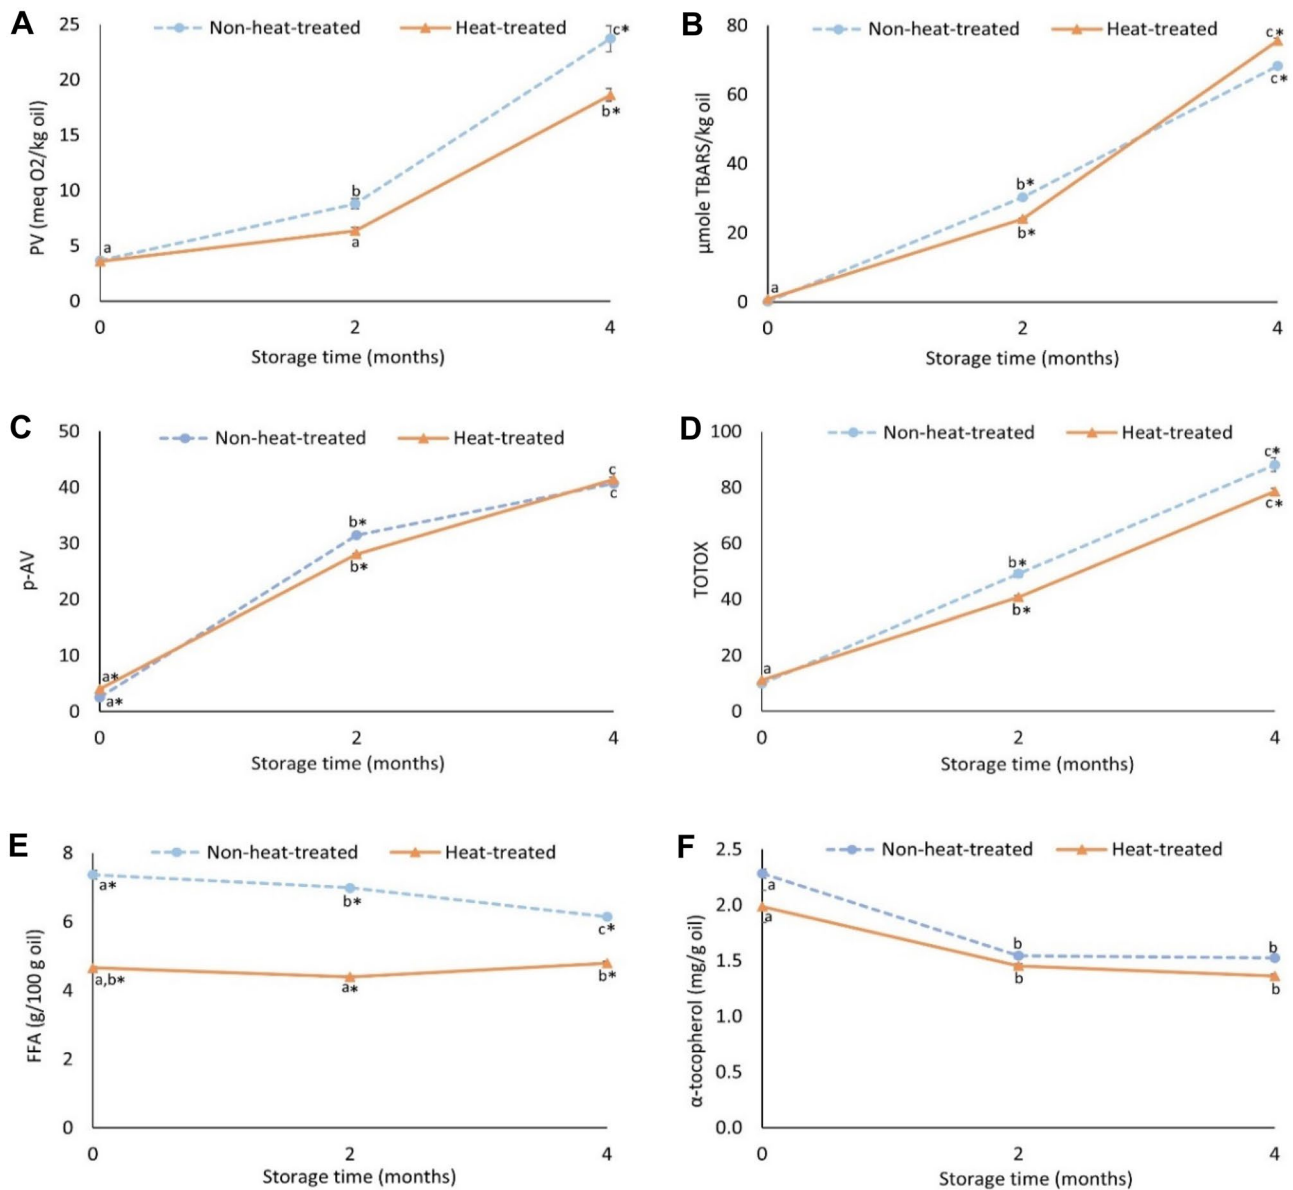 A
Non-heat-treated Heat-treated
25
20
15
10
5
0
PV (meq O2/kg oil)
a
b
a
c*
b*
0 2 4
Storage time (months)
B
Non-heat-treated Heat-treated
80
60
40
20
0
µmole TBARS/kg oil
a
b*
b*
c*
c*
0 2 4
Storage time (months)
C
Non-heat-treated Heat-treated
50
40
30
20
10
0
p-AV
a*
a*
b*
b*
c
c
0 2 4
Storage time (months)
D
Non-heat-treated Heat-treated
100
80
60
40
20
0
TOTOX
a
b*
b*
c*
c*
0 2 4
Storage time (months)
E
Non-heat-treated Heat-treated
8
6
4
2
0
FFA (g/100 g oil)
a*
b*
c*
a,b*
a*
b*
0 2 4
Storage time (months)
F
Non-heat-treated Heat-treated
2.5
2.0
1.5
1.0
0.5
0.0
α-tocopherol (mg/g oil)
a
a
b
b
b
b
0 2 4
Storage time (months)